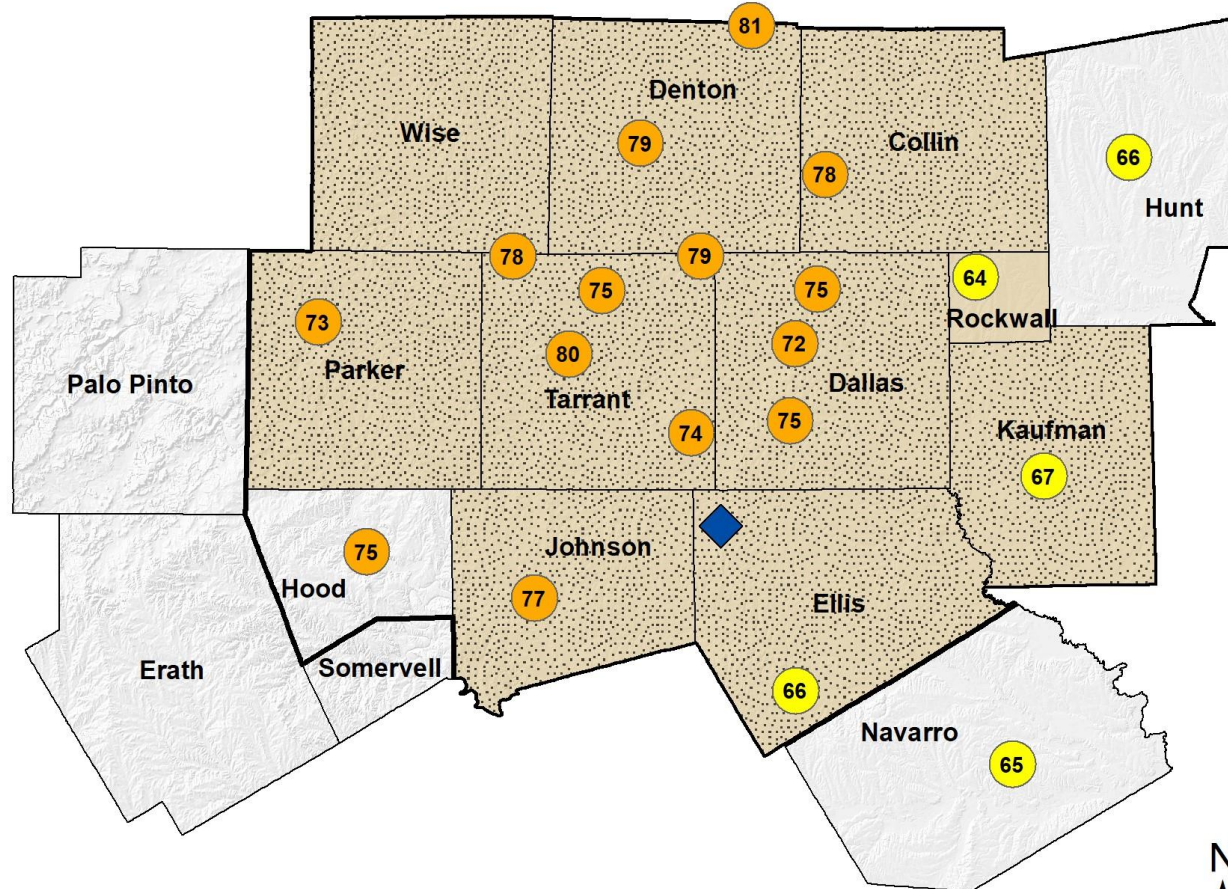 81
Denton
Wise
79
Collin
78
66
Hunt
78
79
75
75
64
Rockwall
73
Parker
80
Tarrant
72
Dallas
75
74
Palo Pinto
Kaufman
67
Johnson
75
Hood
77
Ellis
Erath
Somervell
66
Navarro
65
N